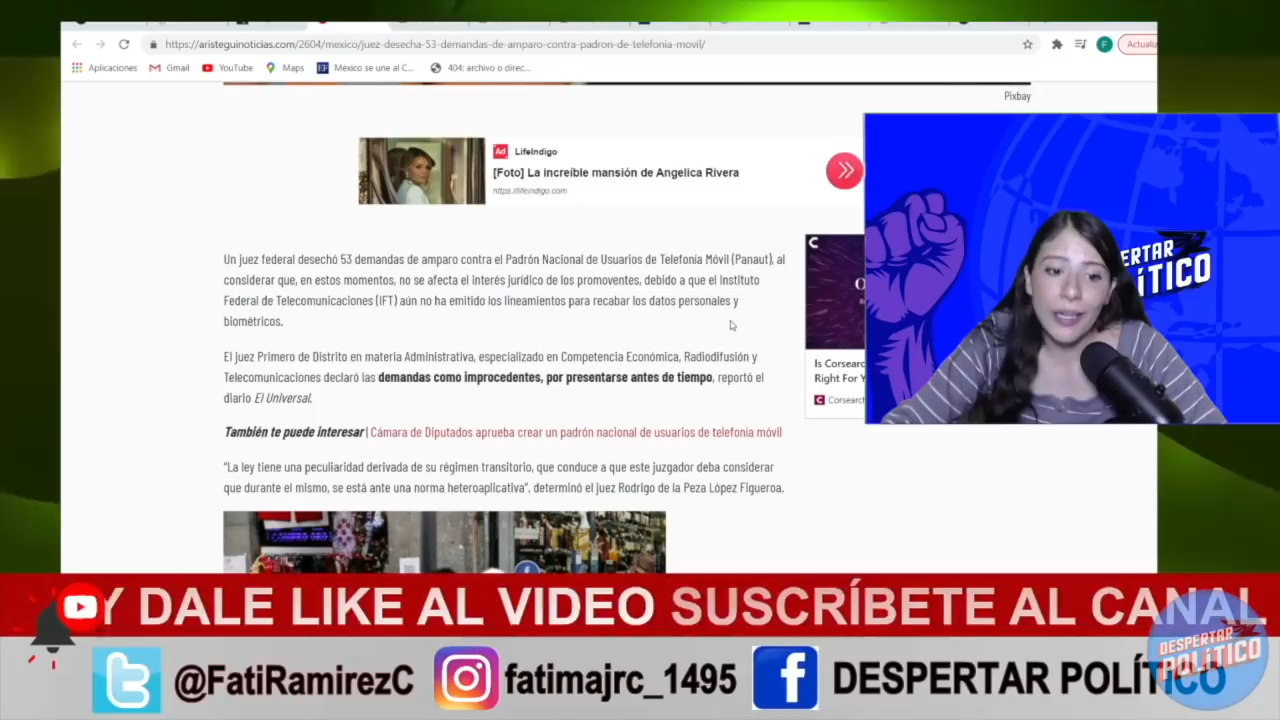 https://aristeguinoticias.com/2604/mexico/juez-desecha-53-demandas-de-amparo-contra-padron-de-telefonia-movil/
F
Actualiz
Aplicaciones
Gmail
YouTube
Maps
EF
México se une al C...
404: archivo o direc...
Pixbay
Ad LifeIndigo
[Foto] La increíble mansión de Angelica Rivera
https://lifeindigo.com
Un juez federal desechó 53 demandas de amparo contra el Padrón Nacional de Usuarios de Telefonía Móvil (Panaut), al
considerar que, en estos momentos, no se afecta el interés jurídico de los promoventes, debido a que el Instituto
Federal de Telecomunicaciones (IFT) aún no ha emitido los lineamientos para recabar los datos personales y
biométricos.
El juez Primero de Distrito en materia Administrativa, especializado en Competencia Económica, Radiodifusión y
Telecomunicaciones declaró las demandas como improcedentes, por presentarse antes de tiempo, reportó el
diario El Universal.
También te puede interesar | Cámara de Diputados aprueba crear un padrón nacional de usuarios de telefonía móvil
“La ley tiene una peculiaridad derivada de su régimen transitorio, que conduce a que este juzgador deba considerar
que durante el mismo, se está ante una norma heteroaplicativa”, determinó el juez Rodrigo de la Peza López Figueroa.
Is Corsearc
Right For Y
Corsearch
ERTAR
ÍTICO
Y DALE LIKE AL VIDEO SUSCRÍBETE AL CANAL
@FatiRamirezC
fatimajrc_1495
DESPERTAR POLÍTICO
DESPERTAR
POLÍTICO